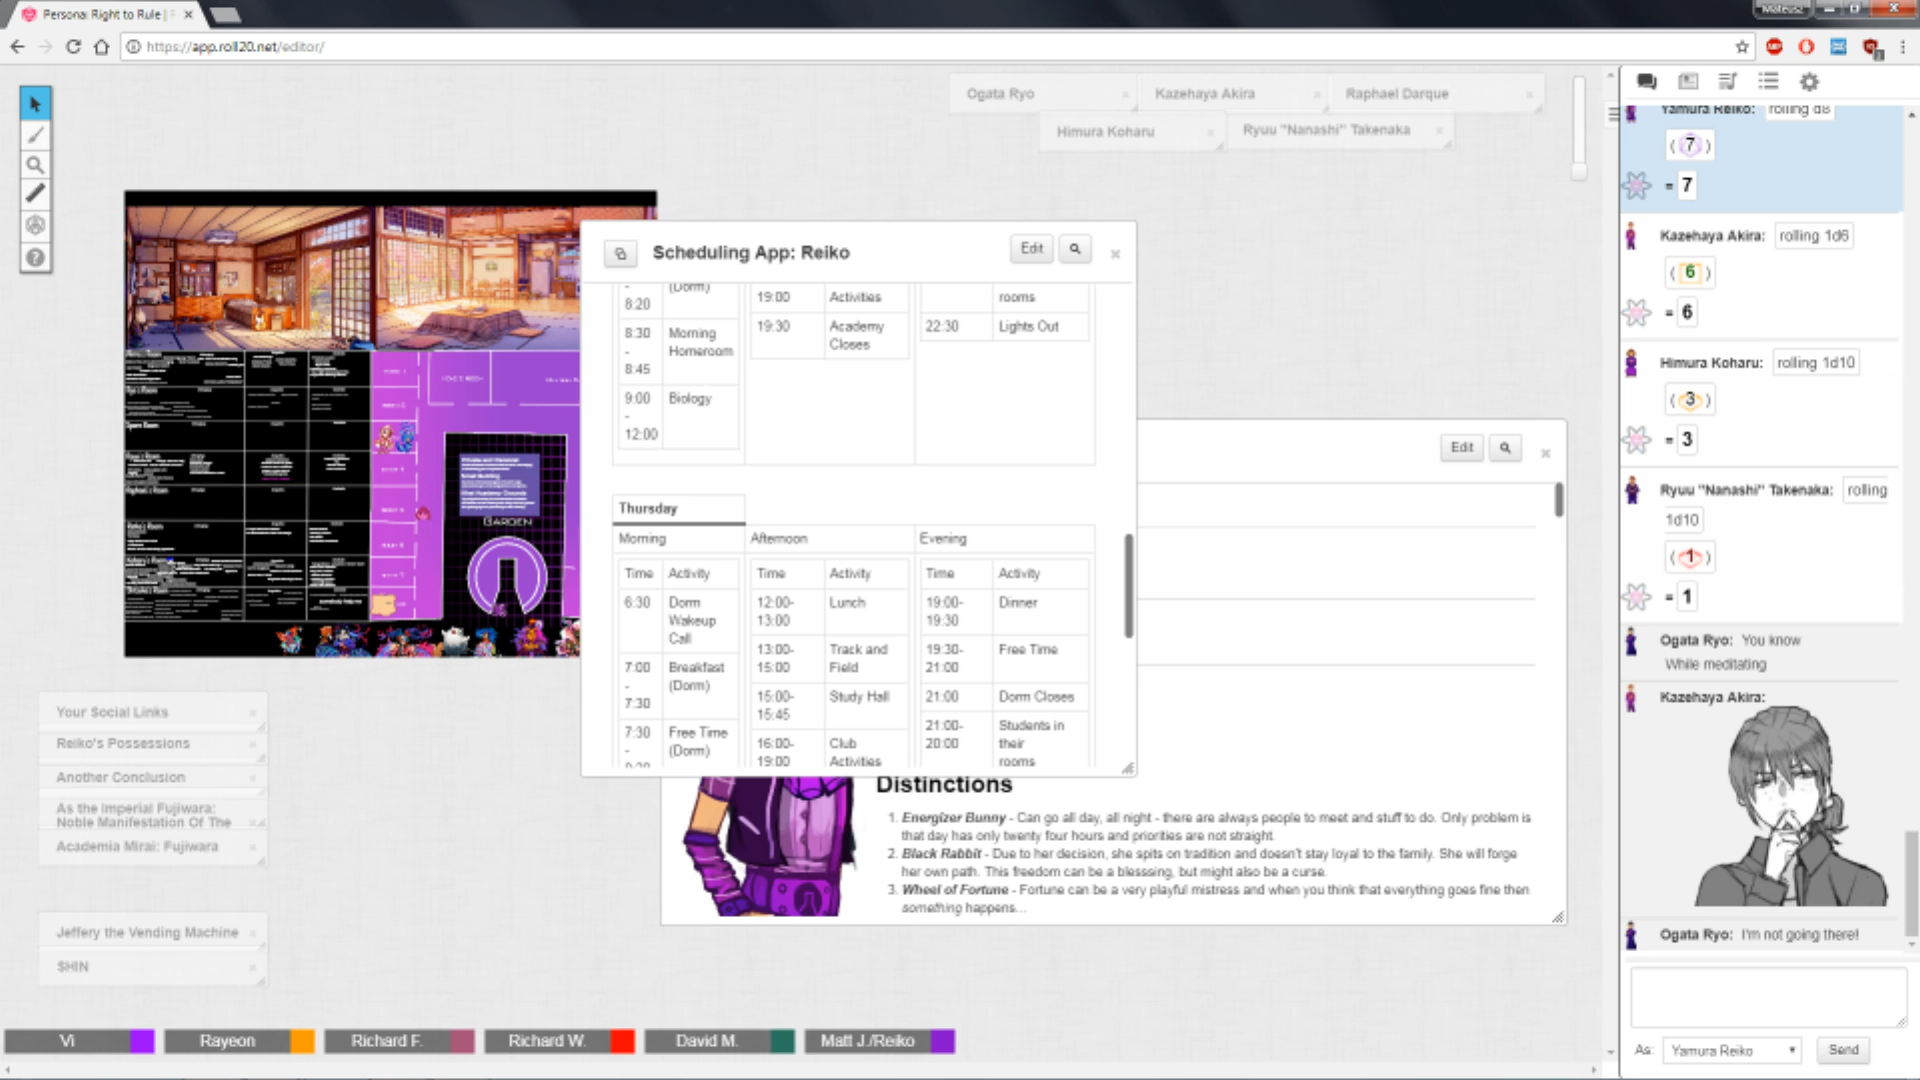 Persona: Right to Rule |
Mateusz
https://app.roll20.net/editor/
Ogata Ryo
Kazehaya Akira
Raphael Darque
Himura Koharu
Ryuu "Nanashi" Takenaka
GARDEN
Your Social Links
Reiko's Possessions
Another Conclusion
As the Imperial Fujiwara:
Noble Manifestation Of The
Academia Mirai: Fujiwara
Jeffery the Vending Machine
SHIN
Scheduling App: Reiko
Edit
- (Dorm)
8:20
8:30 - 8:45 Morning Homeroom
9:00 - 12:00 Biology
19:00 Activities
19:30 Academy Closes
rooms
22:30 Lights Out
Thursday
Morning Afternoon Evening
Time Activity Time Activity Time Activity
6:30 Dorm Wakeup Call
7:00 - 7:30 Breakfast (Dorm)
7:30 - Free Time (Dorm)
12:00-13:00 Lunch
13:00-15:00 Track and Field
15:00-15:45 Study Hall
16:00-19:00 Club Activities
19:00-19:30 Dinner
19:30-21:00 Free Time
21:00 Dorm Closes
21:00-20:00 Students in their rooms
Edit
Distinctions
1. Energizer Bunny - Can go all day, all night - there are always people to meet and stuff to do. Only problem is
that day has only twenty four hours and priorities are not straight.
2. Black Rabbit - Due to her decision, she spits on tradition and doesn't stay loyal to the family. She will forge
her own path. This freedom can be a blesssing, but might also be a curse.
3. Wheel of Fortune - Fortune can be a very playful mistress and when you think that everything goes fine then
something happens...
Yamura Reiko: rolling d8
(7)
= 7
Kazehaya Akira: rolling 1d6
(6)
= 6
Himura Koharu: rolling 1d10
(3)
= 3
Ryuu "Nanashi" Takenaka: rolling
1d10
(1)
= 1
Ogata Ryo: You know
While meditating
Kazehaya Akira:
Ogata Ryo: I'm not going there!
As: Yamura Reiko
Send
Vi
Rayeon
Richard F.
Richard W.
David M.
Matt J./Reiko